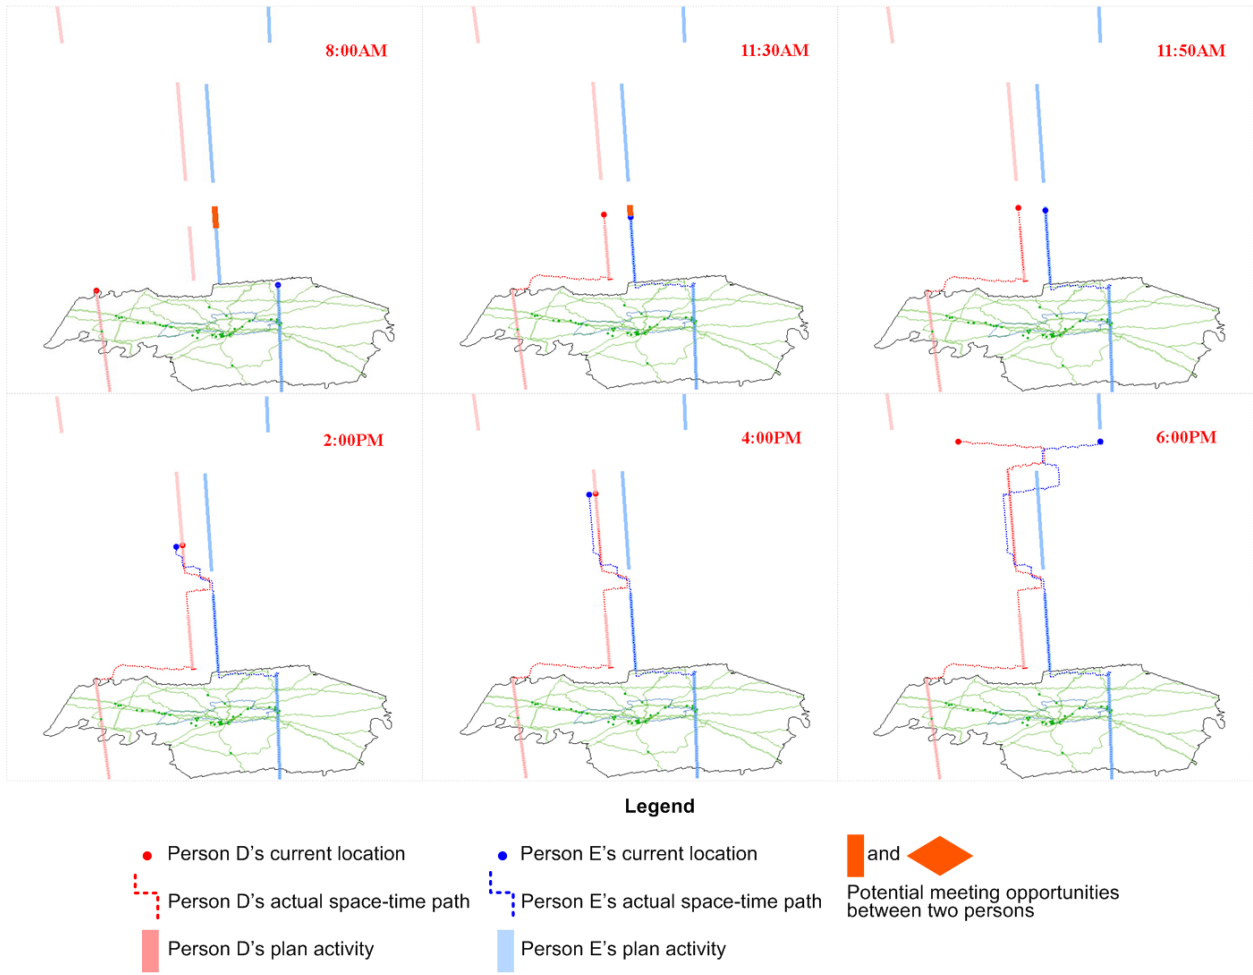 8:00AM
11:30AM
11:50AM
2:00PM
4:00PM
6:00PM
Legend
Person D's current location
Person E's current location
and
Person D's actual space-time path
Person E's actual space-time path
Potential meeting opportunities
between two persons
Person D's plan activity
Person E's plan activity